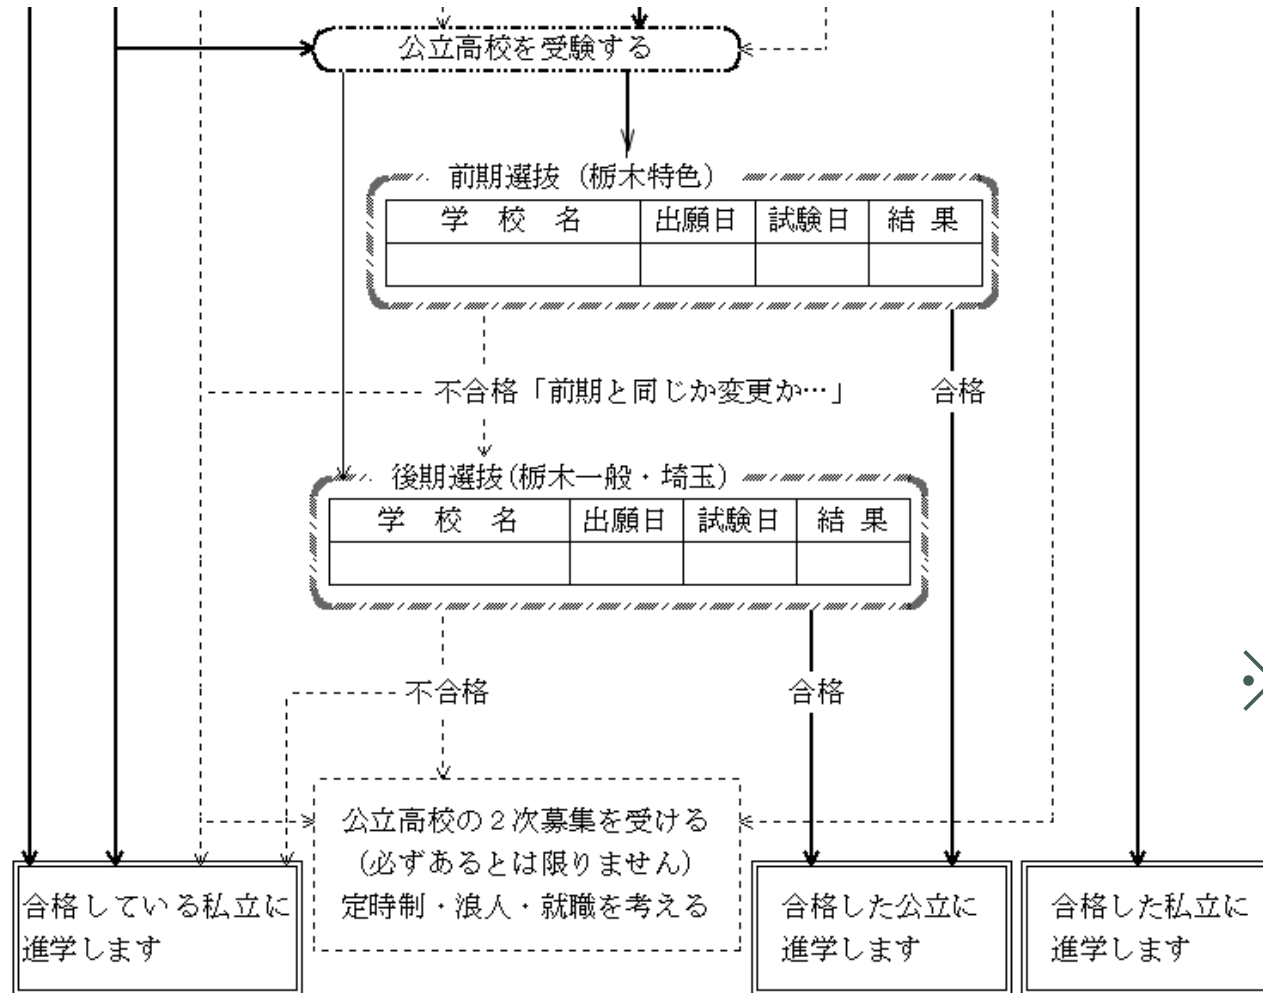 公立高校を受験する
前期選抜（栃木特色）
学　校　名　出願日　試験日　結 果
不合格「前期と同じか変更か…」　合格
後期選抜(栃木一般・埼玉）
学　校　名　出願日　試験日　結 果
不合格　合格
公立高校の２次募集を受ける
（必ずあるとは限りません）
定時制・浪人・就職を考える
合格している私立に
進学します
合格した公立に
進学します
合格した私立に
進学します